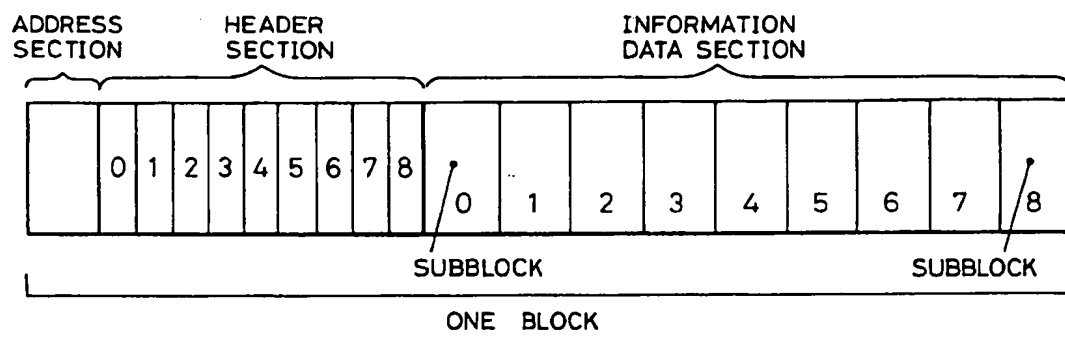 ADDRESS SECTION
HEADER SECTION
INFORMATION DATA SECTION
0 1 2 3 4 5 6 7 8
0 1 2 3 4 5 6 7 8
SUBBLOCK SUBBLOCK
ONE BLOCK